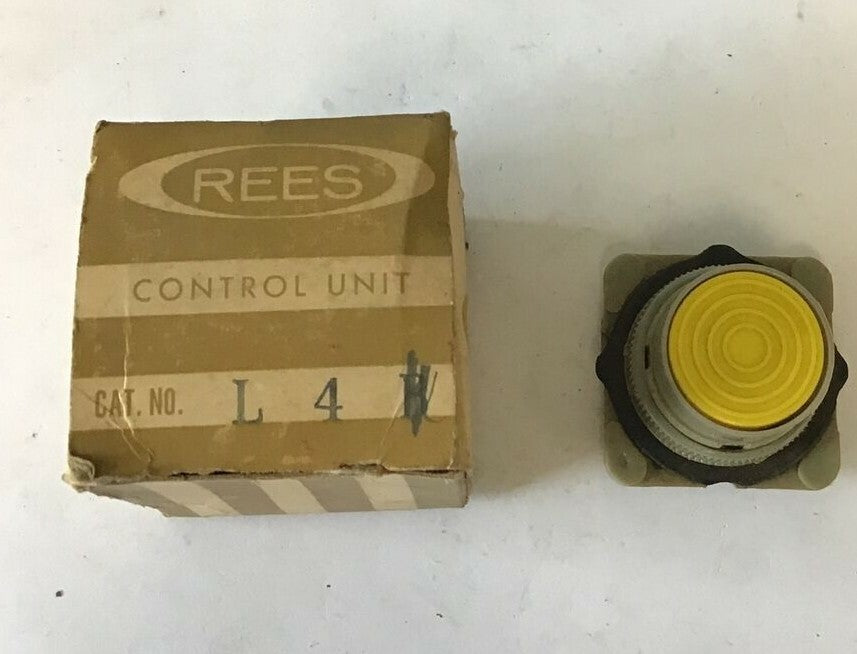 REES
CONTROL UNIT
CAT. NO. L 4